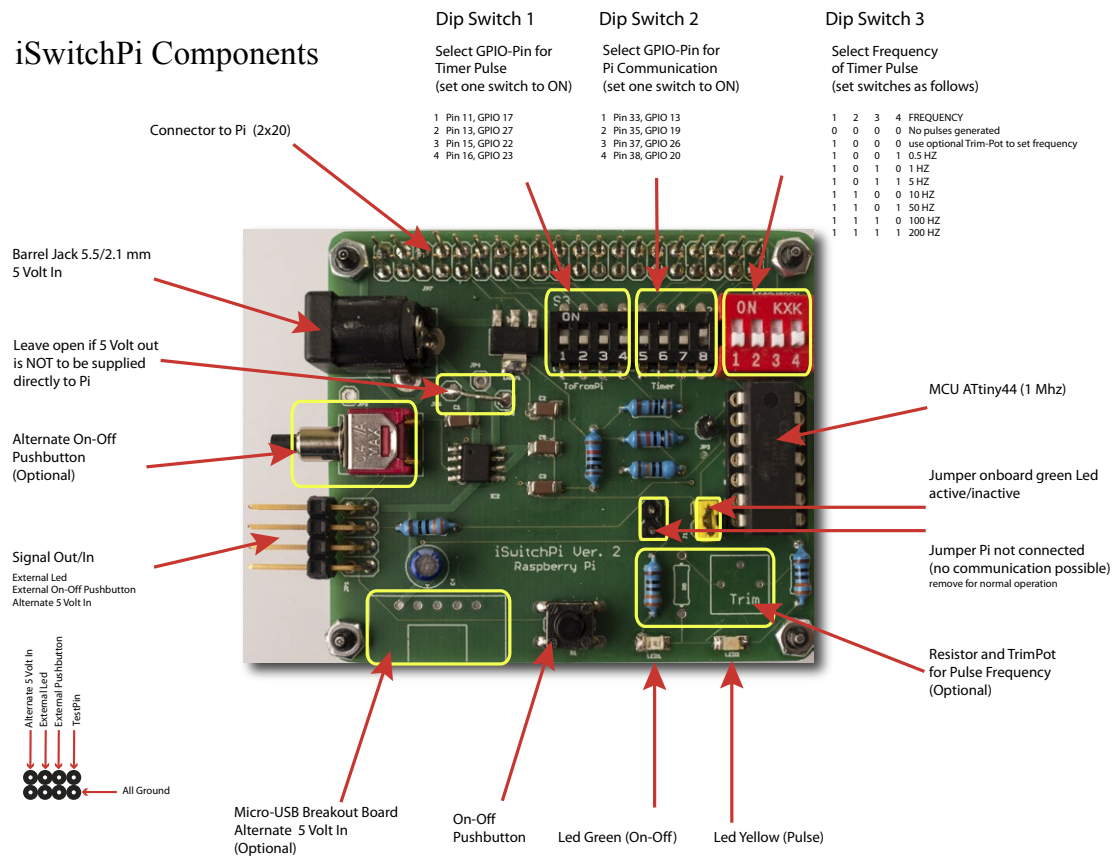 iSwitchPi Components
Dip Switch 1
Select GPIO-Pin for
Timer Pulse
(set one switch to ON)
1 Pin 11, GPIO 17
2 Pin 13, GPIO 27
3 Pin 15, GPIO 22
4 Pin 16, GPIO 23
Dip Switch 2
Select GPIO-Pin for
Pi Communication
(set one switch to ON)
1 Pin 33, GPIO 13
2 Pin 35, GPIO 19
3 Pin 37, GPIO 26
4 Pin 38, GPIO 20
Dip Switch 3
Select Frequency
of Timer Pulse
(set switches as follows)
1 2 3 4 FREQUENCY
0 0 0 0 No pulses generated
1 0 0 0 use optional Trim-Pot to set frequency
1 0 0 1 0.5 HZ
1 0 1 0 1 HZ
1 0 1 1 5 HZ
1 1 0 0 10 HZ
1 1 0 1 50 HZ
1 1 1 0 100 HZ
1 1 1 1 200 HZ
Connector to Pi (2x20)
Barrel Jack 5.5/2.1 mm
5 Volt In
Leave open if 5 Volt out
is NOT to be supplied
directly to Pi
Alternate On-Off
Pushbutton
(Optional)
Signal Out/In
External Led
External On-Off Pushbutton
Alternate 5 Volt In
S3
ON
1 2 3 4 5 6 7 8
ToFromPi Timer
ON KXK
1 2 3 4
MAX
C1
IC2
JP1
iSwitchPi Ver. 2
Raspberry Pi
Trim
LED1
LED2
MCU ATtiny44 (1 Mhz)
Jumper onboard green Led
active/inactive
Jumper Pi not connected
(no communication possible)
remove for normal operation
Resistor and TrimPot
for Pulse Frequency
(Optional)
Alternate 5 Volt In
External Led
External Pushbutton
TestPin
All Ground
Micro-USB Breakout Board
Alternate 5 Volt In
(Optional)
On-Off
Pushbutton
Led Green (On-Off)
Led Yellow (Pulse)